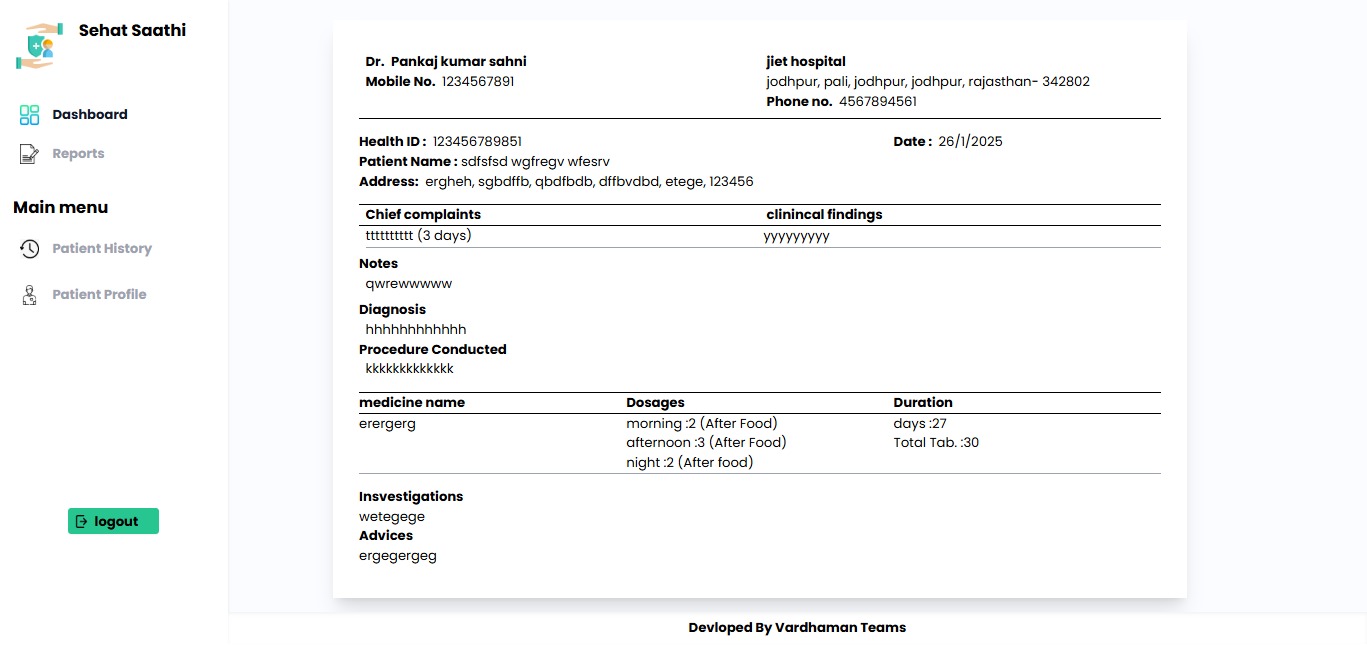 Sehat Saathi
Dashboard
Reports
Main menu
Patient History
Patient Profile
logout
Dr. Pankaj kumar sahni
Mobile No. 1234567891
jiet hospital
jodhpur, pali, jodhpur, jodhpur, rajasthan- 342802
Phone no. 4567894561
Health ID : 123456789851
Date : 26/1/2025
Patient Name : sdfsfsd wgfregv wfesrv
Address: ergheh, sgbdffb, qbdfbdb, dffbvdbd, etege, 123456
Chief complaints clinincal findings
tttttttttt (3 days) yyyyyyyyy
Notes
qwrewwwww
Diagnosis
hhhhhhhhhhhh
Procedure Conducted
kkkkkkkkkkkkk
medicine name Dosages Duration
erergerg morning :2 (After Food) days :27
afternoon :3 (After Food) Total Tab. :30
night :2 (After food)
Insvestigations
wetegege
Advices
ergegergeg
Devloped By Vardhaman Teams